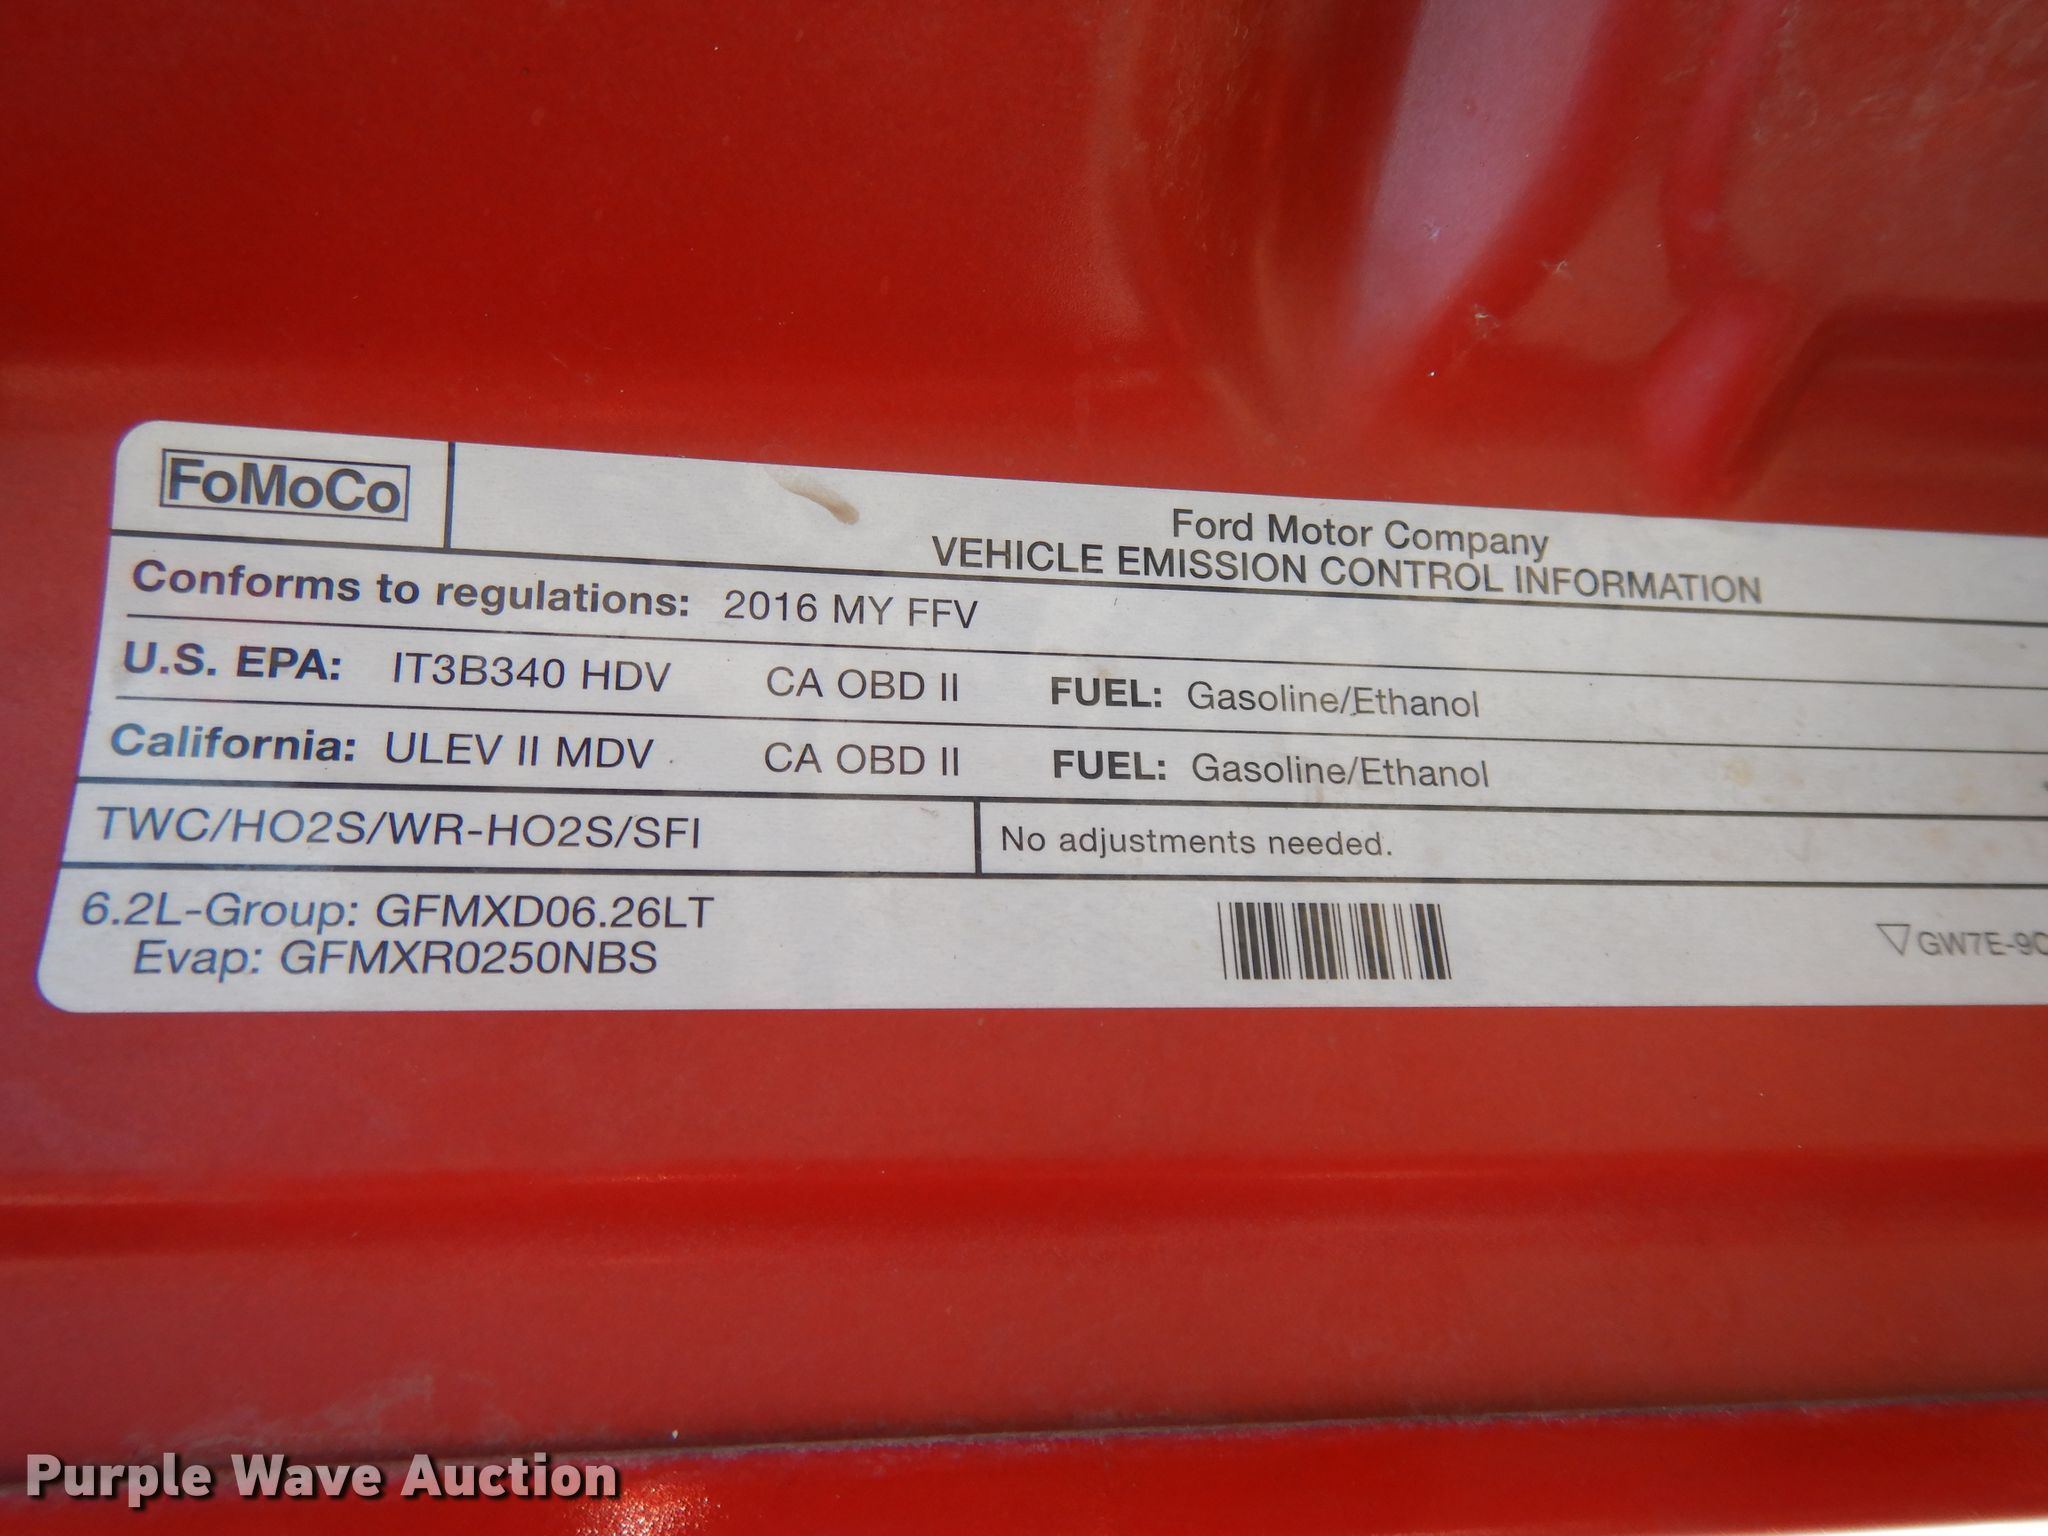 FoMoCo
Ford Motor Company
VEHICLE EMISSION CONTROL INFORMATION
Conforms to regulations: 2016 MY FFV
U.S. EPA: IT3B340 HDV CA OBD II FUEL: Gasoline/Ethanol
California: ULEV II MDV CA OBD II FUEL: Gasoline/Ethanol
TWC/HO2S/WR-HO2S/SFI No adjustments needed.
6.2L-Group: GFMXD06.26LT
Evap: GFMXR0250NBS
GW7E-9C
Purple Wave Auction